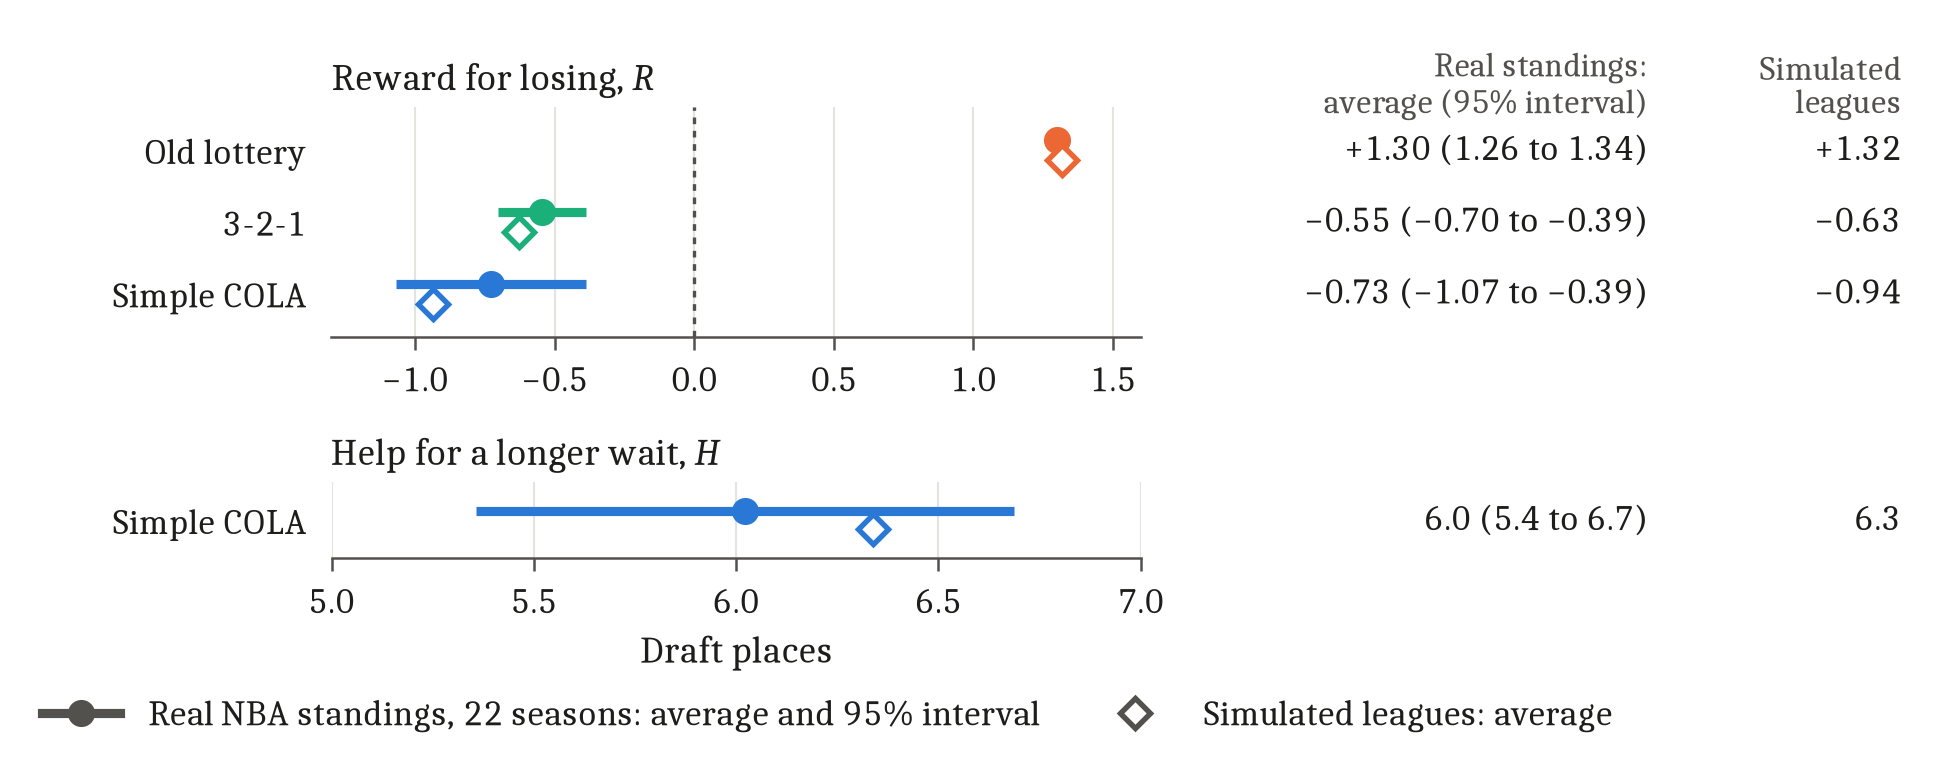 Reward for losing, R
Real standings:
average (95% interval)
Simulated
leagues
Old lottery
+1.30 (1.26 to 1.34)
+1.32
3-2-1
−0.55 (−0.70 to −0.39)
−0.63
Simple COLA
−0.73 (−1.07 to −0.39)
−0.94
−1.0
−0.5
0.0
0.5
1.0
1.5
Help for a longer wait, H
Simple COLA
6.0 (5.4 to 6.7)
6.3
5.0
5.5
6.0
6.5
7.0
Draft places
Real NBA standings, 22 seasons: average and 95% interval
Simulated leagues: average